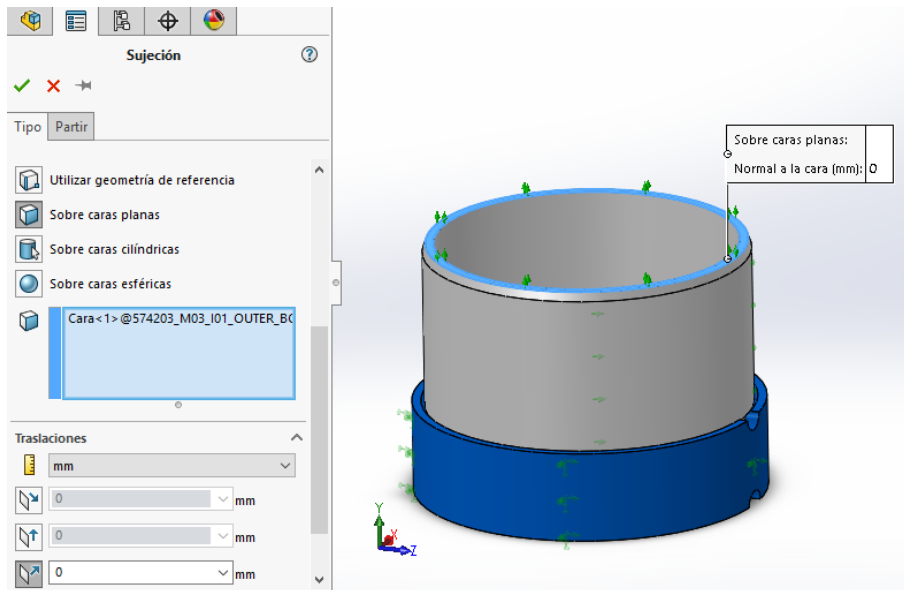 Sujeción
Tipo
Partir
Utilizar geometría de referencia
Sobre caras planas
Sobre caras cilíndricas
Sobre caras esféricas
Cara<1>@574203_M03_I01_OUTER_BO
Traslaciones
mm
0 mm
0 mm
0 mm
Sobre caras planas:
Normal a la cara (mm): 0
Y
X
Z